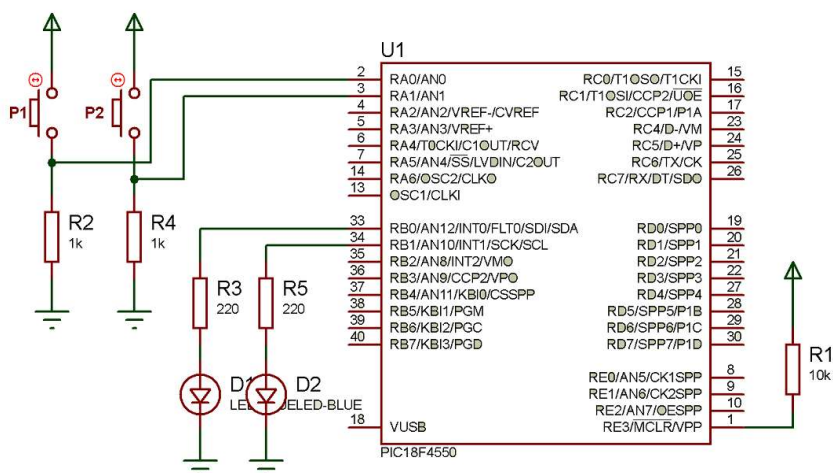 U1
P1
P2
R2
1k
R4
1k
R3
220
R5
220
D1
D2
LED-BLUE
2 RA0/AN0
3 RA1/AN1
4 RA2/AN2/VREF-/CVREF
5 RA3/AN3/VREF+
6 RA4/T0CKI/C1OUT/RCV
7 RA5/AN4/SS/LVDIN/C2OUT
14 RA6/OSC2/CLKO
13 OSC1/CLKI
33 RB0/AN12/INT0/FLT0/SDI/SDA
34 RB1/AN10/INT1/SCK/SCL
35 RB2/AN8/INT2/VMO
36 RB3/AN9/CCP2/VPO
37 RB4/AN11/KBI0/CSSPP
38 RB5/KBI1/PGM
39 RB6/KBI2/PGC
40 RB7/KBI3/PGD
18 VUSB
RC0/T1OSO/T1CKI 15
RC1/T1OSI/CCP2/UOE 16
RC2/CCP1/P1A 17
RC4/D-/VM 23
RC5/D+/VP 24
RC6/TX/CK 25
RC7/RX/DT/SDO 26
RD0/SPP0 19
RD1/SPP1 20
RD2/SPP2 21
RD3/SPP3 22
RD4/SPP4 27
RD5/SPP5/P1B 28
RD6/SPP6/P1C 29
RD7/SPP7/P1D 30
RE0/AN5/CK1SPP 8
RE1/AN6/CK2SPP 9
RE2/AN7/OESPP 10
RE3/MCLR/VPP 1
PIC18F4550
R1
10k